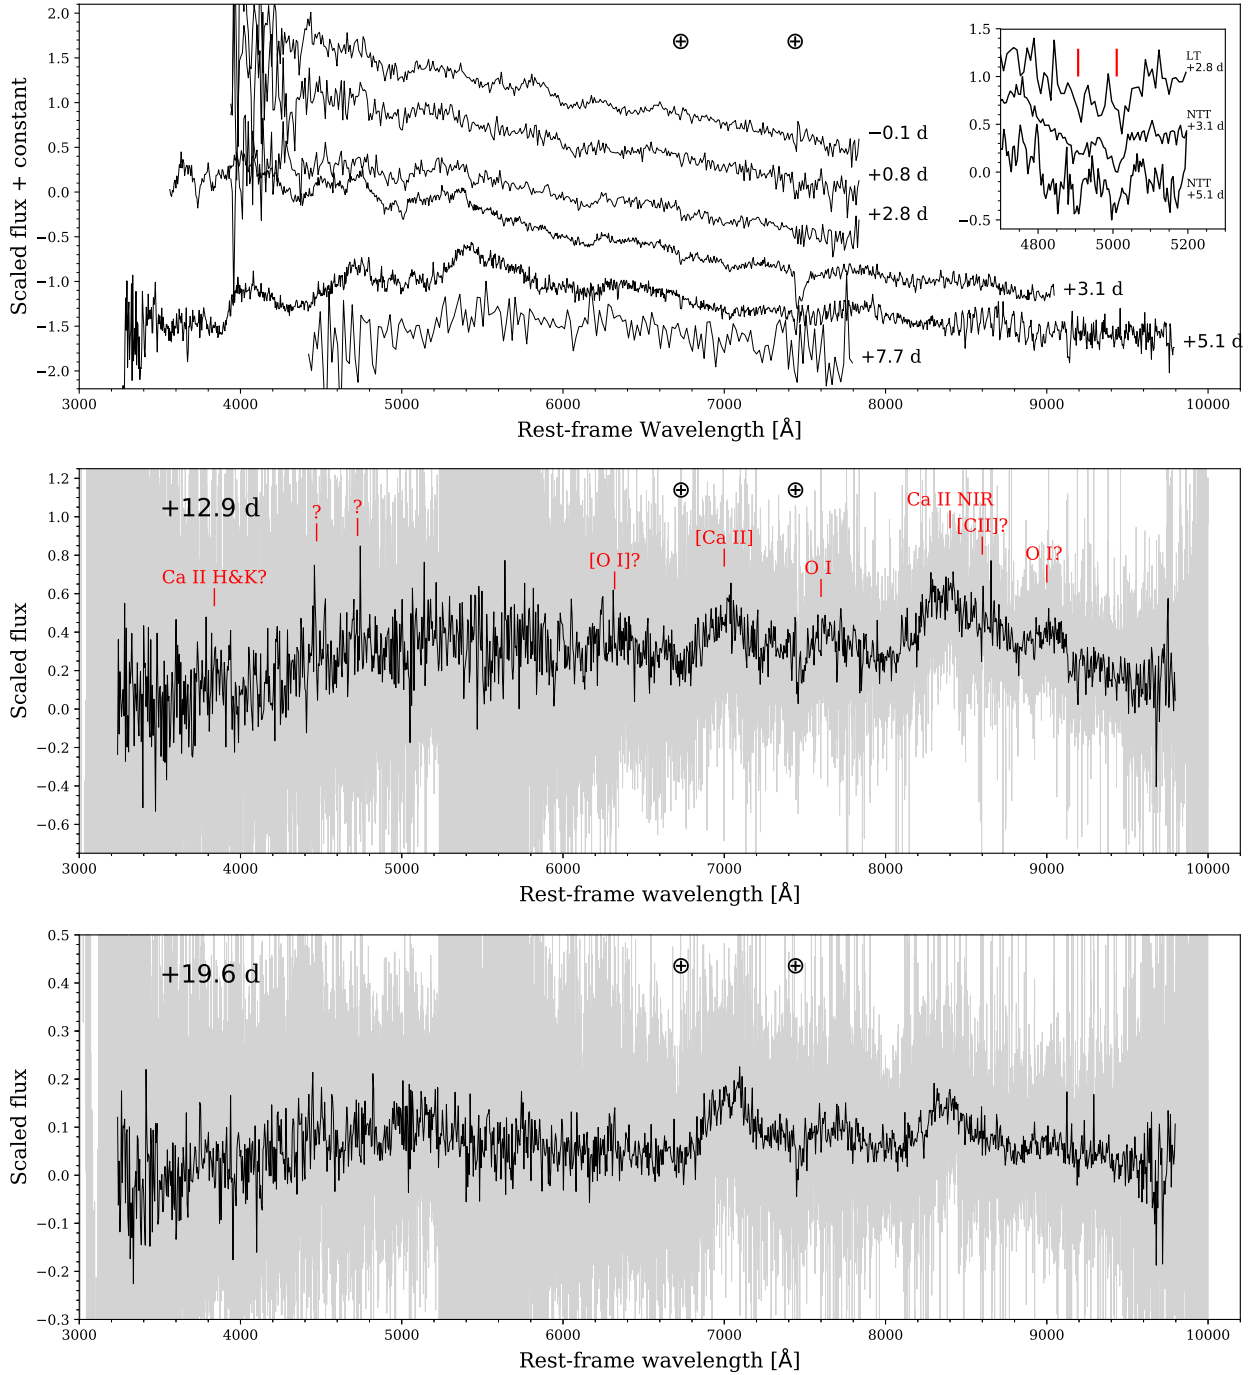 2.0
1.5
1.0
0.5
0.0
−0.5
−1.0
−1.5
−2.0
Scaled flux + constant
⊕ ⊕
−0.1 d
+0.8 d
+2.8 d
+3.1 d
+5.1 d
+7.7 d
1.5
1.0
0.5
0.0
−0.5
LT
+2.8 d
NTT
+3.1 d
NTT
+5.1 d
4800 5000 5200
3000 4000 5000 6000 7000 8000 9000 10000
Rest-frame Wavelength [Å]
1.2
1.0
0.8
0.6
0.4
0.2
0.0
−0.2
−0.4
−0.6
Scaled flux
+12.9 d
⊕ ⊕
Ca II H&K?
?
?
[O I]?
[Ca II]
O I
Ca II NIR
[CII]?
O I?
3000 4000 5000 6000 7000 8000 9000 10000
Rest-frame wavelength [Å]
0.5
0.4
0.3
0.2
0.1
0.0
−0.1
−0.2
−0.3
Scaled flux
+19.6 d
⊕ ⊕
3000 4000 5000 6000 7000 8000 9000 10000
Rest-frame wavelength [Å]